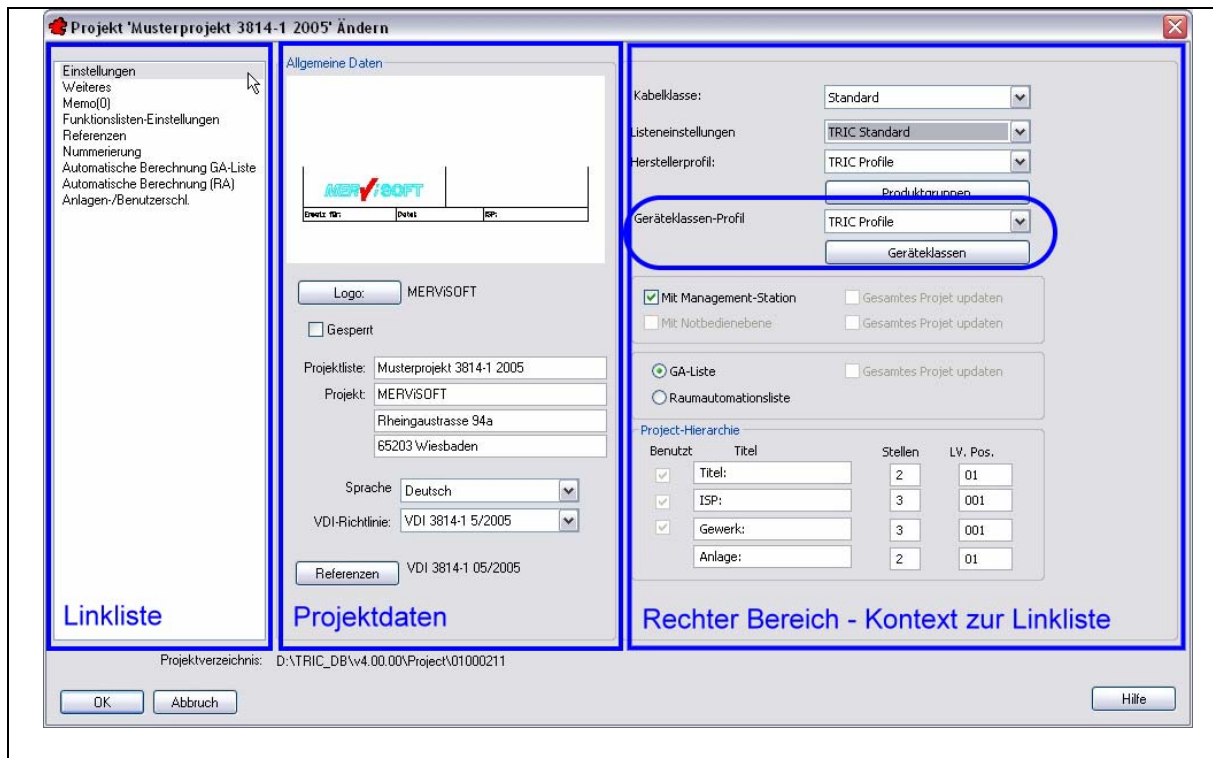 Projekt 'Musterprojekt 3814-1 2005' Ändern
Einstellungen
Weiteres
Memo(0)
Funktionslisten-Einstellungen
Referenzen
Nummerierung
Automatische Berechnung GA-Liste
Automatische Berechnung (RA)
Anlagen-/Benutzerschl.
Linkliste
Allgemeine Daten
MERViSOFT
Ersatz für: Datei: ISP:
Logo: MERViSOFT
Gesperrt
Projektliste: Musterprojekt 3814-1 2005
Projekt: MERViSOFT
Rheingaustrasse 94a
65203 Wiesbaden
Sprache Deutsch
VDI-Richtlinie: VDI 3814-1 5/2005
Referenzen VDI 3814-1 05/2005
Projektdaten
Kabelklasse: Standard
Listeneinstellungen TRIC Standard
Herstellerprofil: TRIC Profile
Produktgruppen
Geräteklassen-Profil TRIC Profile
Geräteklassen
Mit Management-Station Gesamtes Projet updaten
Mit Notbedienebene Gesamtes Projet updaten
GA-Liste Gesamtes Projet updaten
Raumautomationsliste
Project-Hierarchie
Benutzt Titel Stellen LV. Pos.
Titel: 2 01
ISP: 3 001
Gewerk: 3 001
Anlage: 2 01
Rechter Bereich - Kontext zur Linkliste
Projektverzeichnis: D:\TRIC_DB\v4.00.00\Project\01000211
OK Abbruch Hilfe